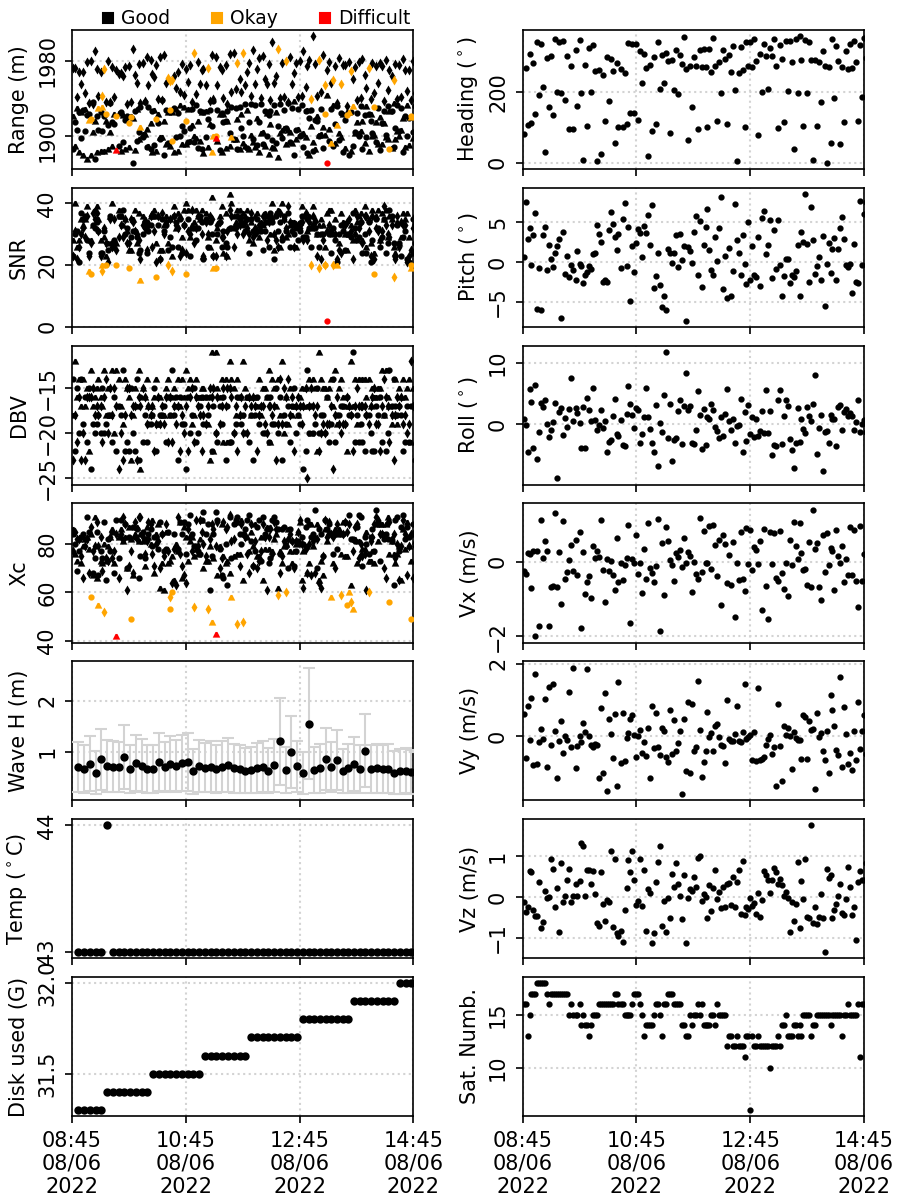 Good Okay Difficult
Range (m)
1980
1900
Heading (°)
200
0
SNR
40
20
0
Pitch (°)
5
0
−5
DBV
−15
−20
−25
Roll (°)
10
0
Xc
80
60
40
Vx (m/s)
0
−2
Wave H (m)
2
1
Vy (m/s)
2
0
Temp (°C)
44
43
Vz (m/s)
1
0
−1
Disk used (G)
32.0
31.5
Sat. Numb.
15
10
08:45 10:45 12:45 14:45
08/06 08/06 08/06 08/06
2022 2022 2022 2022
08:45 10:45 12:45 14:45
08/06 08/06 08/06 08/06
2022 2022 2022 2022